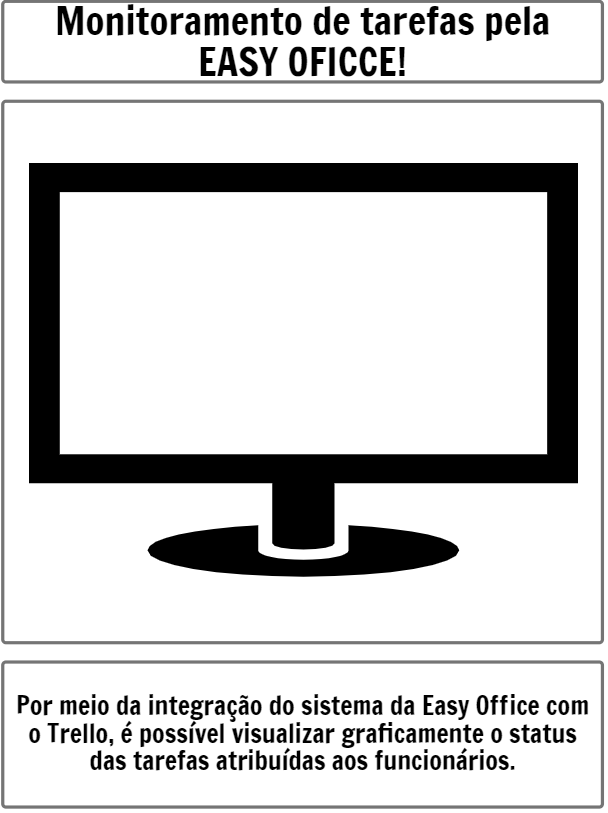 Monitoramento de tarefas pela
EASY OFICCE!
Por meio da integração do sistema da Easy Office com
o Trello, é possível visualizar graficamente o status
das tarefas atribuídas aos funcionários.